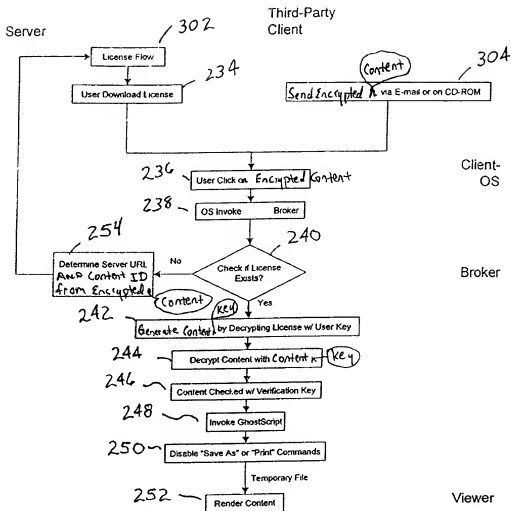 Server
302
Third-Party
Client
License Flow
234
Content
304
User Download License
Send Encrypted ^ via E-mail or on CD-ROM
236
User Click on Encrypted Content
Client-
OS
238
OS Invoke Broker
254
240
Determine Server URL
AND Content ID
from Encrypted ^
Content
No
Check if License
Exists?
Broker
Yes
242
Key
Generate Content ^ by Decrypting License w/ User Key
244
Decrypt Content with Content ^
Key
246
Content Checked w/ Verification Key
248
Invoke GhostScript
250
Disable "Save As" or "Print" Commands
Temporary File
252
Render Content
Viewer